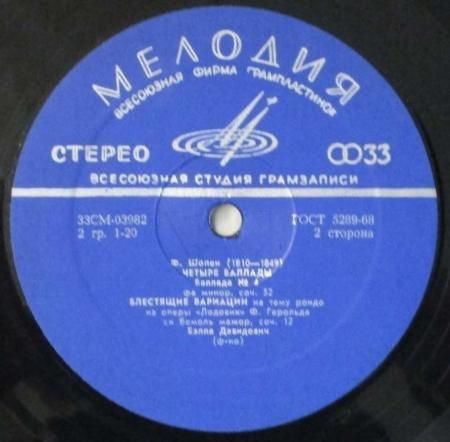 МЕЛОДИЯ
ВСЕСОЮЗНАЯ ФИРМА ГРАМПЛАСТИНОК
СТЕРЕО
33
ВСЕСОЮЗНАЯ СТУДИЯ ГРАМЗАПИСИ
33СМ-03982
ГОСТ 5289-68
2 гр. 1-20
2 сторона
Ф. Шопен (1810—1849)
ЧЕТЫРЕ БАЛЛАДЫ
Баллада № 4
фа минор, соч. 52
БЛЕСТЯЩИЕ ВАРИАЦИИ на тему рондо
из оперы «Людовик» Ф. Герольда
си бемоль мажор, соч. 12
Бэлла Давидович
(ф-но)